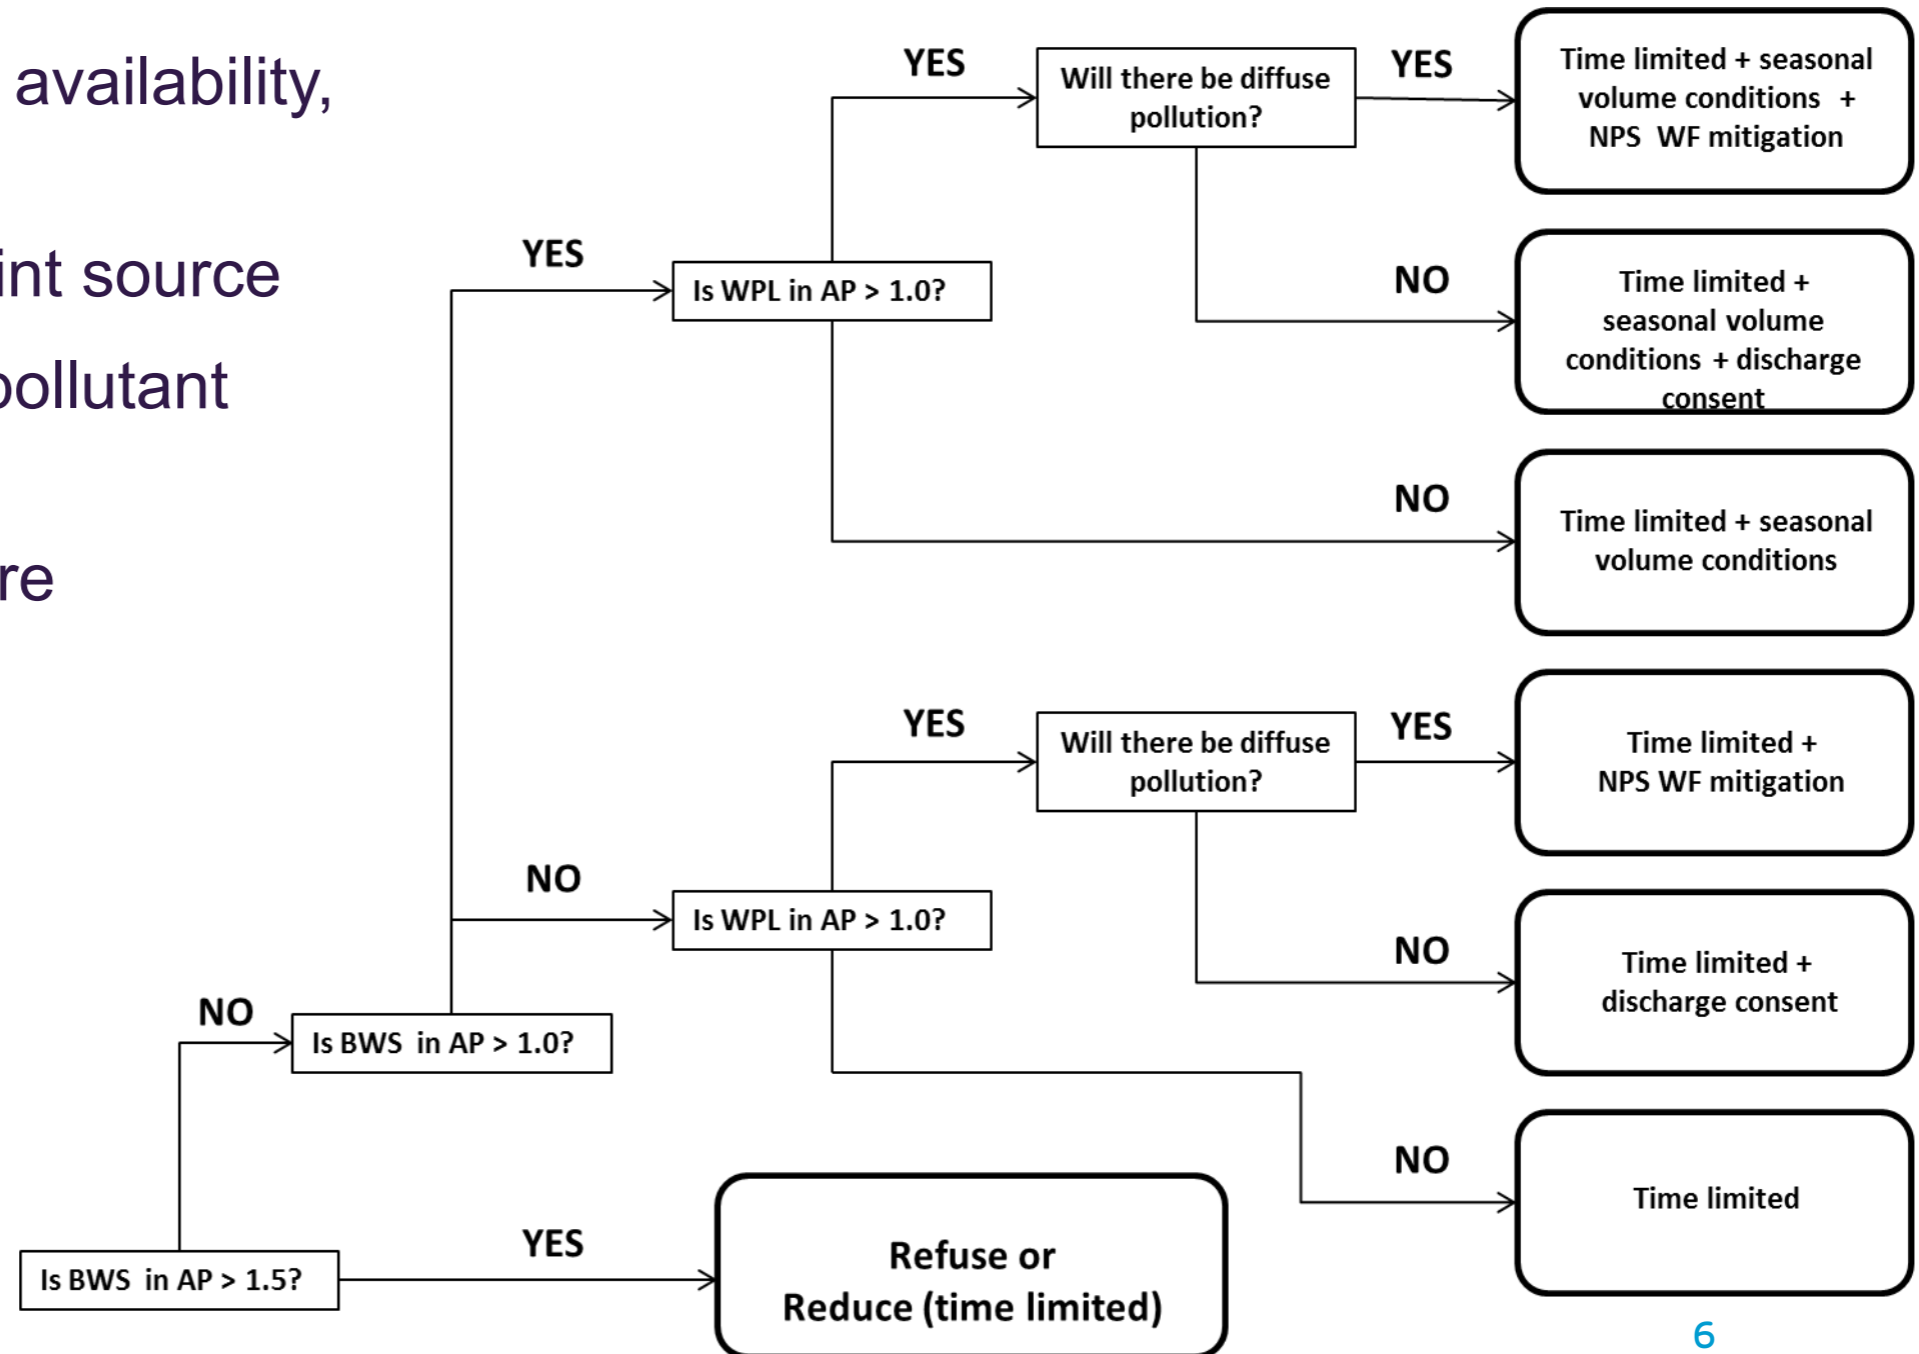 availability,
int source
pollutant
re
YES
Will there be diffuse
pollution?
YES
Time limited + seasonal
volume conditions +
NPS WF mitigation
YES
Is WPL in AP > 1.0?
NO
Time limited +
seasonal volume
conditions + discharge
consent
NO
Time limited + seasonal
volume conditions
YES
Will there be diffuse
pollution?
YES
Time limited +
NPS WF mitigation
NO
Is WPL in AP > 1.0?
NO
Time limited +
discharge consent
NO
Is BWS in AP > 1.0?
NO
Time limited
Is BWS in AP > 1.5?
YES
Refuse or
Reduce (time limited)
6